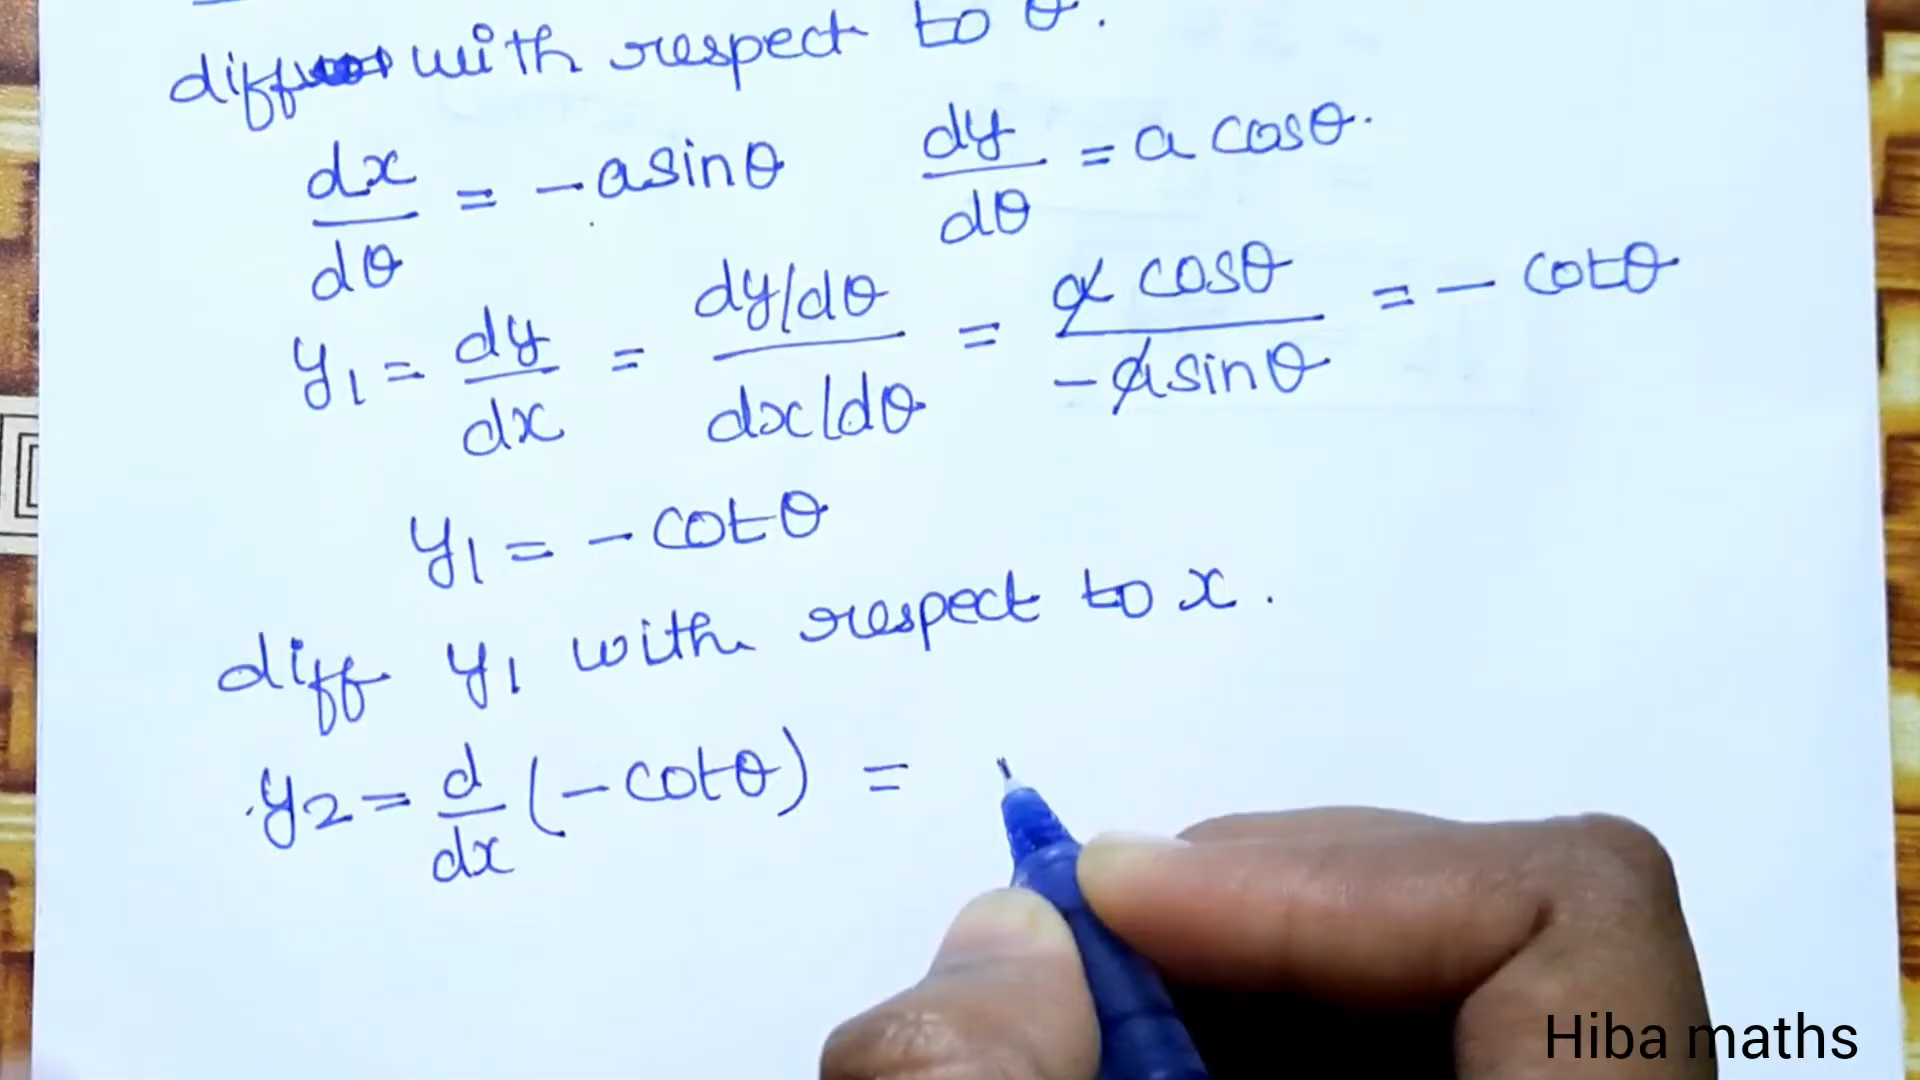 diff with respect to θ.
dx/dθ = - a sinθ dy/dθ = a cosθ.
y₁ = dy/dx = (dy/dθ)/(dx/dθ) = (a cosθ)/(-a sinθ) = - cotθ
y₁ = - cotθ
diff y₁ with respect to x.
y₂ = d/dx (- cotθ) =
Hiba maths